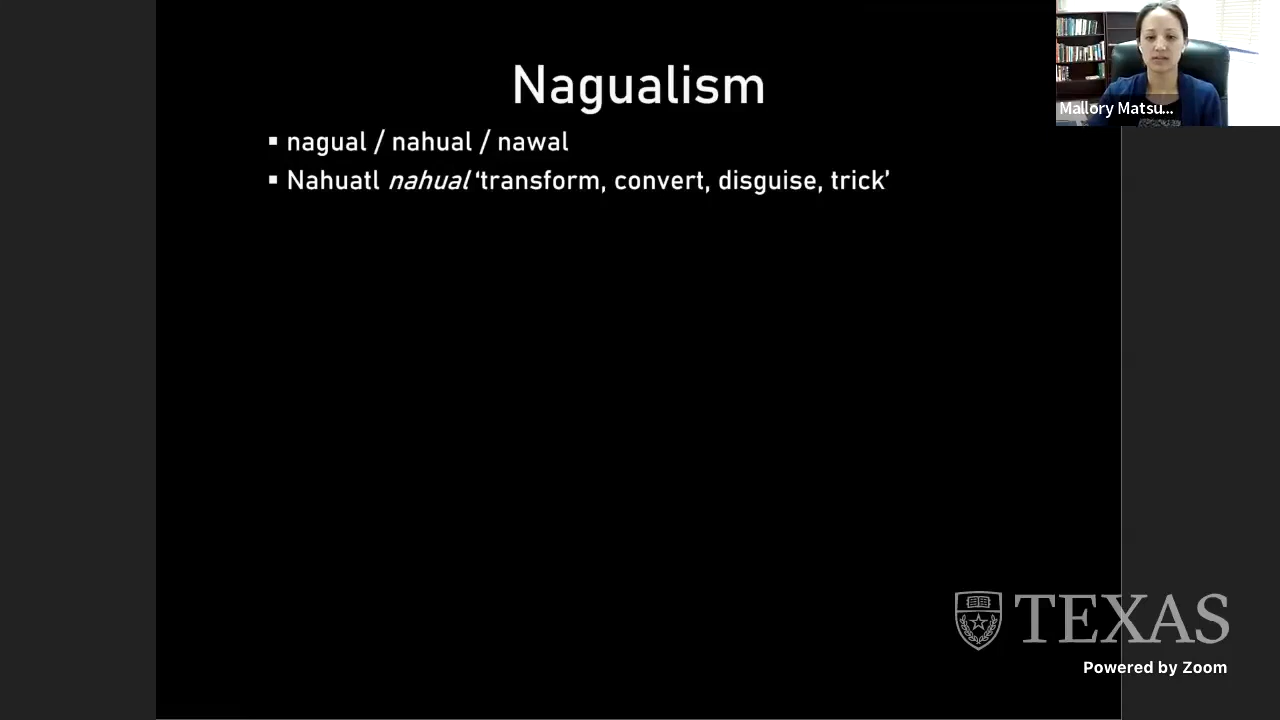 Nagualism
▪ nagual / nahual / nawal
▪ Nahuatl nahual ‘transform, convert, disguise, trick’
Mallory Matsu...
TEXAS
Powered by Zoom